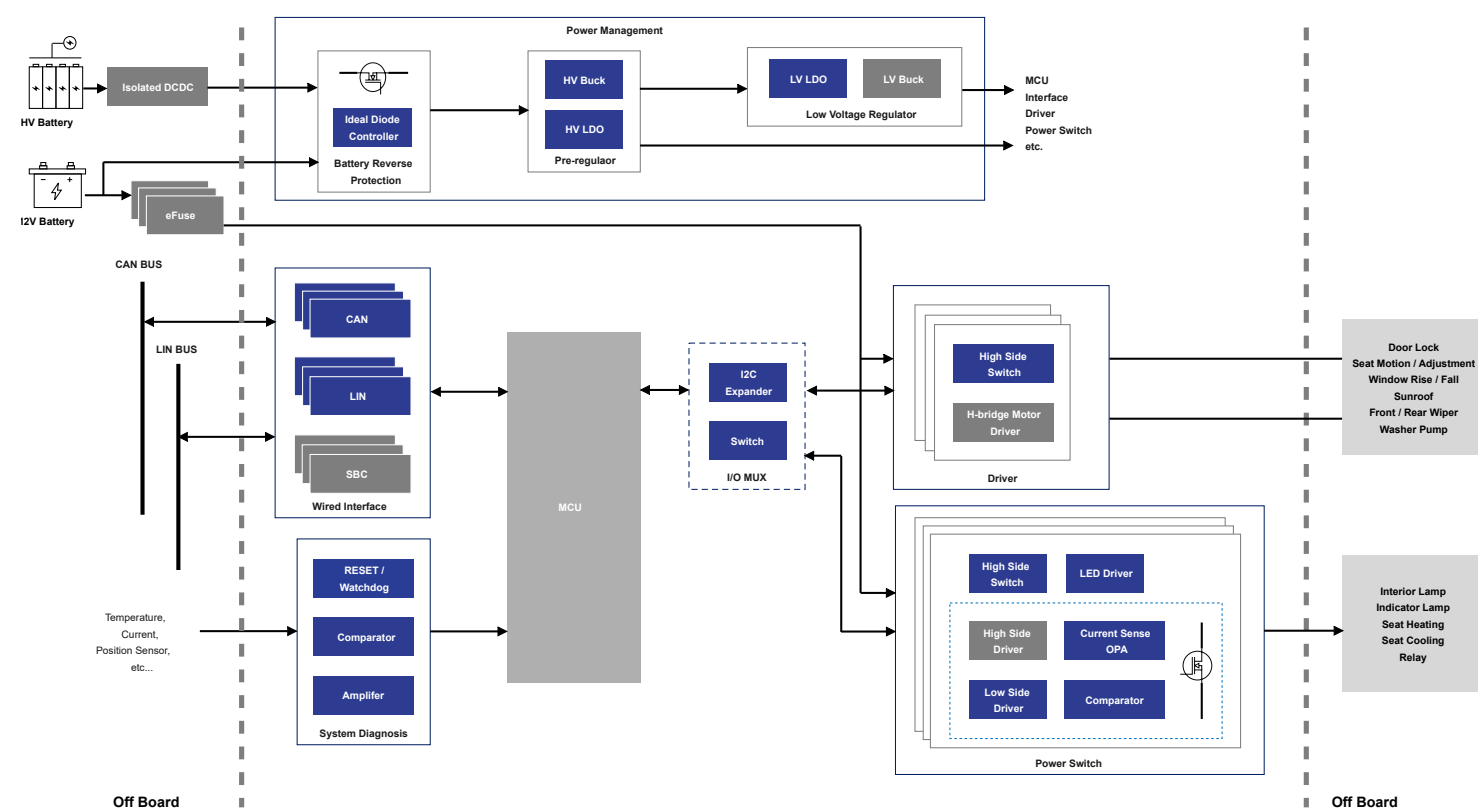 Power Management
Isolated DCDC
HV Battery
Ideal Diode
Controller
Battery Reverse
Protection
HV Buck
HV LDO
Pre-regulaor
LV LDO
LV Buck
Low Voltage Regulator
MCU
Interface
Driver
Power Switch
etc.
I2V Battery
eFuse
CAN BUS
LIN BUS
CAN
LIN
SBC
Wired Interface
MCU
I2C
Expander
Switch
I/O MUX
High Side
Switch
H-bridge Motor
Driver
Driver
Door Lock
Seat Motion / Adjustment
Window Rise / Fall
Sunroof
Front / Rear Wiper
Washer Pump
Temperature,
Current,
Position Sensor,
etc...
RESET /
Watchdog
Comparator
Amplifer
System Diagnosis
High Side
Switch
LED Driver
High Side
Driver
Current Sense
OPA
Low Side
Driver
Comparator
Power Switch
Interior Lamp
Indicator Lamp
Seat Heating
Seat Cooling
Relay
Off Board
Off Board